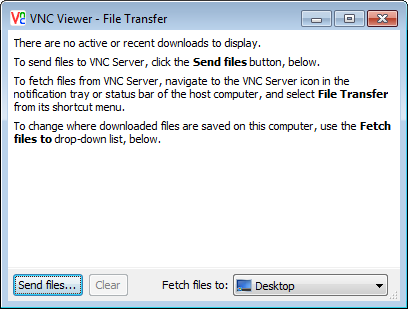 VNC Viewer - File Transfer
There are no active or recent downloads to display.
To send files to VNC Server, click the Send files button, below.
To fetch files from VNC Server, navigate to the VNC Server icon in the
notification tray or status bar of the host computer, and select File Transfer
from its shortcut menu.
To change where downloaded files are saved on this computer, use the Fetch
files to drop-down list, below.
Send files... Clear Fetch files to: Desktop